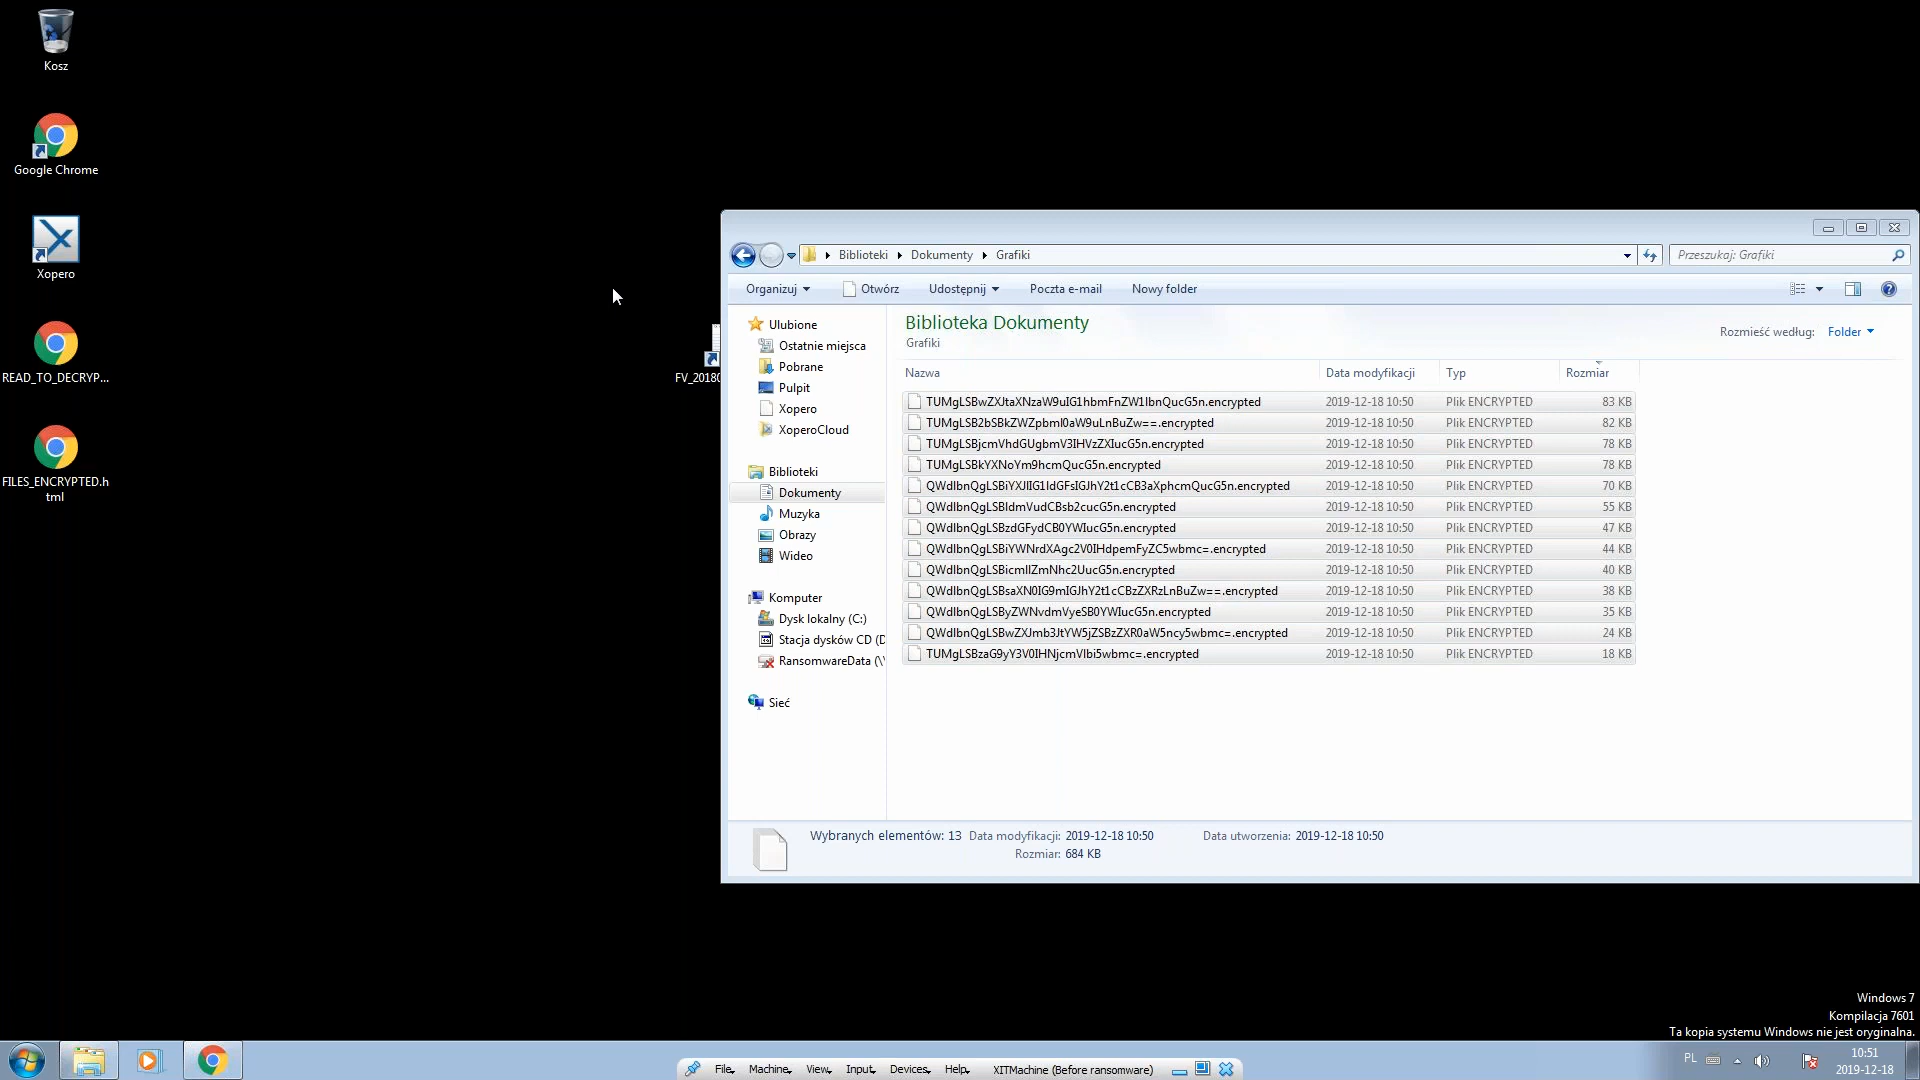 Kosz
Google Chrome
Xopero
READ_TO_DECRYP...
FILES_ENCRYPTED.h
tml
FV_2018
Biblioteki
Dokumenty
Grafiki
Przeszukaj: Grafiki
Organizuj
Otwórz
Udostępnij
Poczta e-mail
Nowy folder
Ulubione
Ostatnie miejsca
Pobrane
Pulpit
Xopero
XoperoCloud
Biblioteki
Dokumenty
Muzyka
Obrazy
Wideo
Komputer
Dysk lokalny (C:)
Stacja dysków CD (D
RansomwareData (\\
Sieć
Biblioteka Dokumenty
Grafiki
Rozmieść według: Folder
Nazwa Data modyfikacji Typ Rozmiar
TUMgLSBwZXJtaXNzaW9uIG1hbmFnZW1lbnQucG5n.encrypted 2019-12-18 10:50 Plik ENCRYPTED 83 KB
TUMgLSB2bSBkZWZpbml0aW9uLnBuZw==.encrypted 2019-12-18 10:50 Plik ENCRYPTED 82 KB
TUMgLSBjcmVhdGUgbmV3IHVzZXIucG5n.encrypted 2019-12-18 10:50 Plik ENCRYPTED 78 KB
TUMgLSBkYXNoYm9hcmQucG5n.encrypted 2019-12-18 10:50 Plik ENCRYPTED 78 KB
QWdlbnQgLSBiYXJlIG1ldGFsIGJhY2t1cCB3aXphcmQucG5n.encrypted 2019-12-18 10:50 Plik ENCRYPTED 70 KB
QWdlbnQgLSBldmVudCBsb2cucG5n.encrypted 2019-12-18 10:50 Plik ENCRYPTED 55 KB
QWdlbnQgLSBzdGFydCB0YWIucG5n.encrypted 2019-12-18 10:50 Plik ENCRYPTED 47 KB
QWdlbnQgLSBiYWNrdXAgc2V0IHdpemFyZC5wbmc=.encrypted 2019-12-18 10:50 Plik ENCRYPTED 44 KB
QWdlbnQgLSBicmllZmNhc2UucG5n.encrypted 2019-12-18 10:50 Plik ENCRYPTED 40 KB
QWdlbnQgLSBsaXN0IG9mIGJhY2t1cCBzZXRzLnBuZw==.encrypted 2019-12-18 10:50 Plik ENCRYPTED 38 KB
QWdlbnQgLSByZWNvdmVyeSB0YWIucG5n.encrypted 2019-12-18 10:50 Plik ENCRYPTED 35 KB
QWdlbnQgLSBwZXJmb3JtYW5jZSBzZXR0aW5ncy5wbmc=.encrypted 2019-12-18 10:50 Plik ENCRYPTED 24 KB
TUMgLSBzaG9yY3V0IHNjcmVlbi5wbmc=.encrypted 2019-12-18 10:50 Plik ENCRYPTED 18 KB
Wybranych elementów: 13 Data modyfikacji: 2019-12-18 10:50 Data utworzenia: 2019-12-18 10:50
Rozmiar: 684 KB
Windows 7
Kompilacja 7601
Ta kopia systemu Windows nie jest oryginalna.
File Machine View Input Devices Help XITMachine (Before ransomware)
PL
10:51
2019-12-18